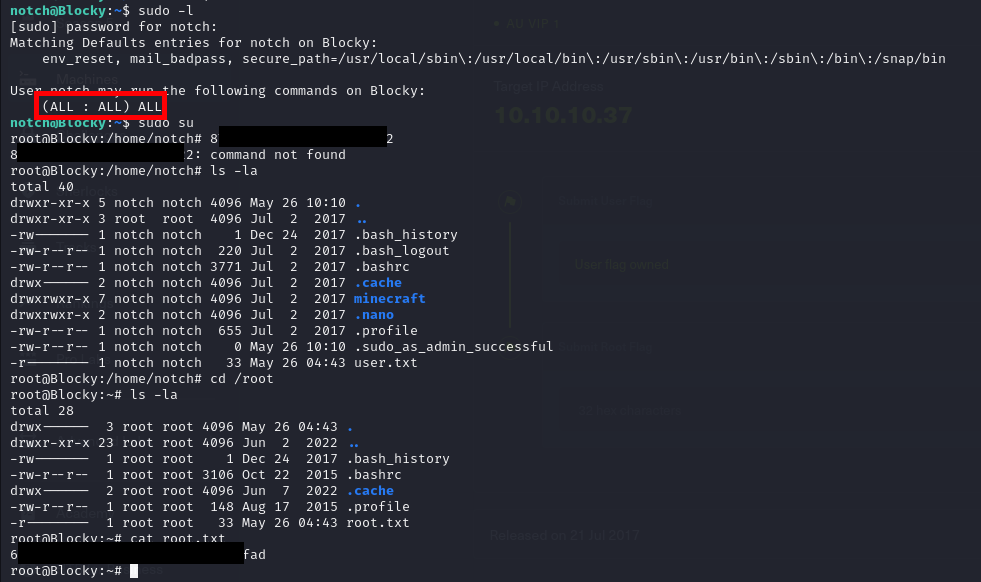 notch@Blocky:~$ sudo -l
[sudo] password for notch:
Matching Defaults entries for notch on Blocky:
    env_reset, mail_badpass, secure_path=/usr/local/sbin\:/usr/local/bin\:/usr/sbin\:/usr/bin\:/sbin\:/bin\:/snap/bin
User notch may run the following commands on Blocky:
    (ALL : ALL) ALL
notch@Blocky:~$ sudo su
root@Blocky:/home/notch# 8 2
8 2: command not found
root@Blocky:/home/notch# ls -la
total 40
drwxr-xr-x 5 notch notch 4096 May 26 10:10 .
drwxr-xr-x 3 root  root  4096 Jul  2  2017 ..
-rw------- 1 notch notch    1 Dec 24  2017 .bash_history
-rw-r--r-- 1 notch notch  220 Jul  2  2017 .bash_logout
-rw-r--r-- 1 notch notch 3771 Jul  2  2017 .bashrc
drwx------ 2 notch notch 4096 Jul  2  2017 .cache
drwxrwxr-x 7 notch notch 4096 Jul  2  2017 minecraft
drwxrwxr-x 2 notch notch 4096 Jul  2  2017 .nano
-rw-r--r-- 1 notch notch  655 Jul  2  2017 .profile
-rw-r--r-- 1 notch notch    0 May 26 10:10 .sudo_as_admin_successful
-r-------- 1 notch notch   33 May 26 04:43 user.txt
root@Blocky:/home/notch# cd /root
root@Blocky:~# ls -la
total 28
drwx------  3 root root 4096 May 26 04:43 .
drwxr-xr-x 23 root root 4096 Jun  2  2022 ..
-rw-------  1 root root    1 Dec 24  2017 .bash_history
-rw-r--r--  1 root root 3106 Oct 22  2015 .bashrc
drwx------  2 root root 4096 Jun  7  2022 .cache
-rw-r--r--  1 root root  148 Aug 17  2015 .profile
-r--------  1 root root   33 May 26 04:43 root.txt
root@Blocky:~# cat root.txt
6 fad
root@Blocky:~#
AU VIP 1
Machines
Target IP Address
10.10.10.37
User flag owned
Released on 21 Jul 2017